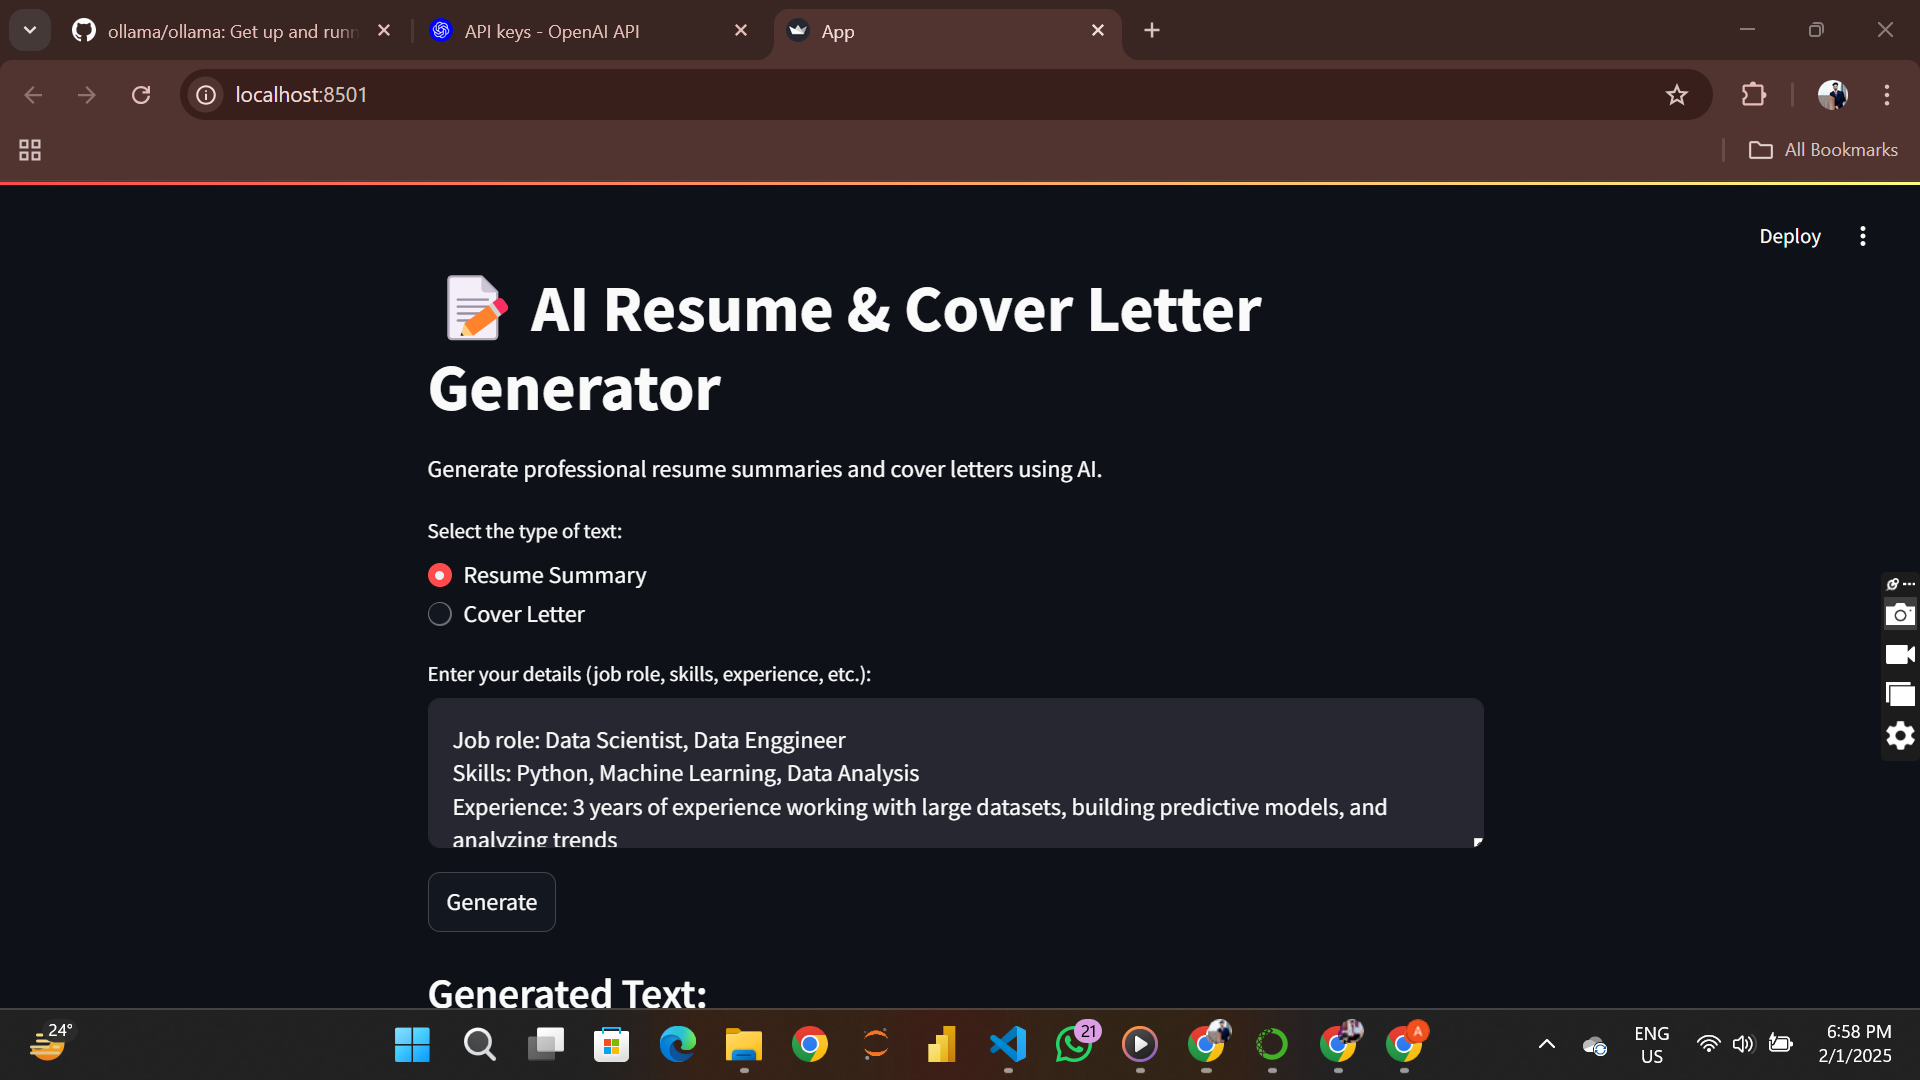 ollama/ollama: Get up and runn
API keys - OpenAI API
App
localhost:8501
All Bookmarks
Deploy
AI Resume & Cover Letter
Generator
Generate professional resume summaries and cover letters using AI.
Select the type of text:
Resume Summary
Cover Letter
Enter your details (job role, skills, experience, etc.):
Job role: Data Scientist, Data Enggineer
Skills: Python, Machine Learning, Data Analysis
Experience: 3 years of experience working with large datasets, building predictive models, and
analyzing trends
Generate
Generated Text:
24°
21
A
ENG
US
6:58 PM
2/1/2025